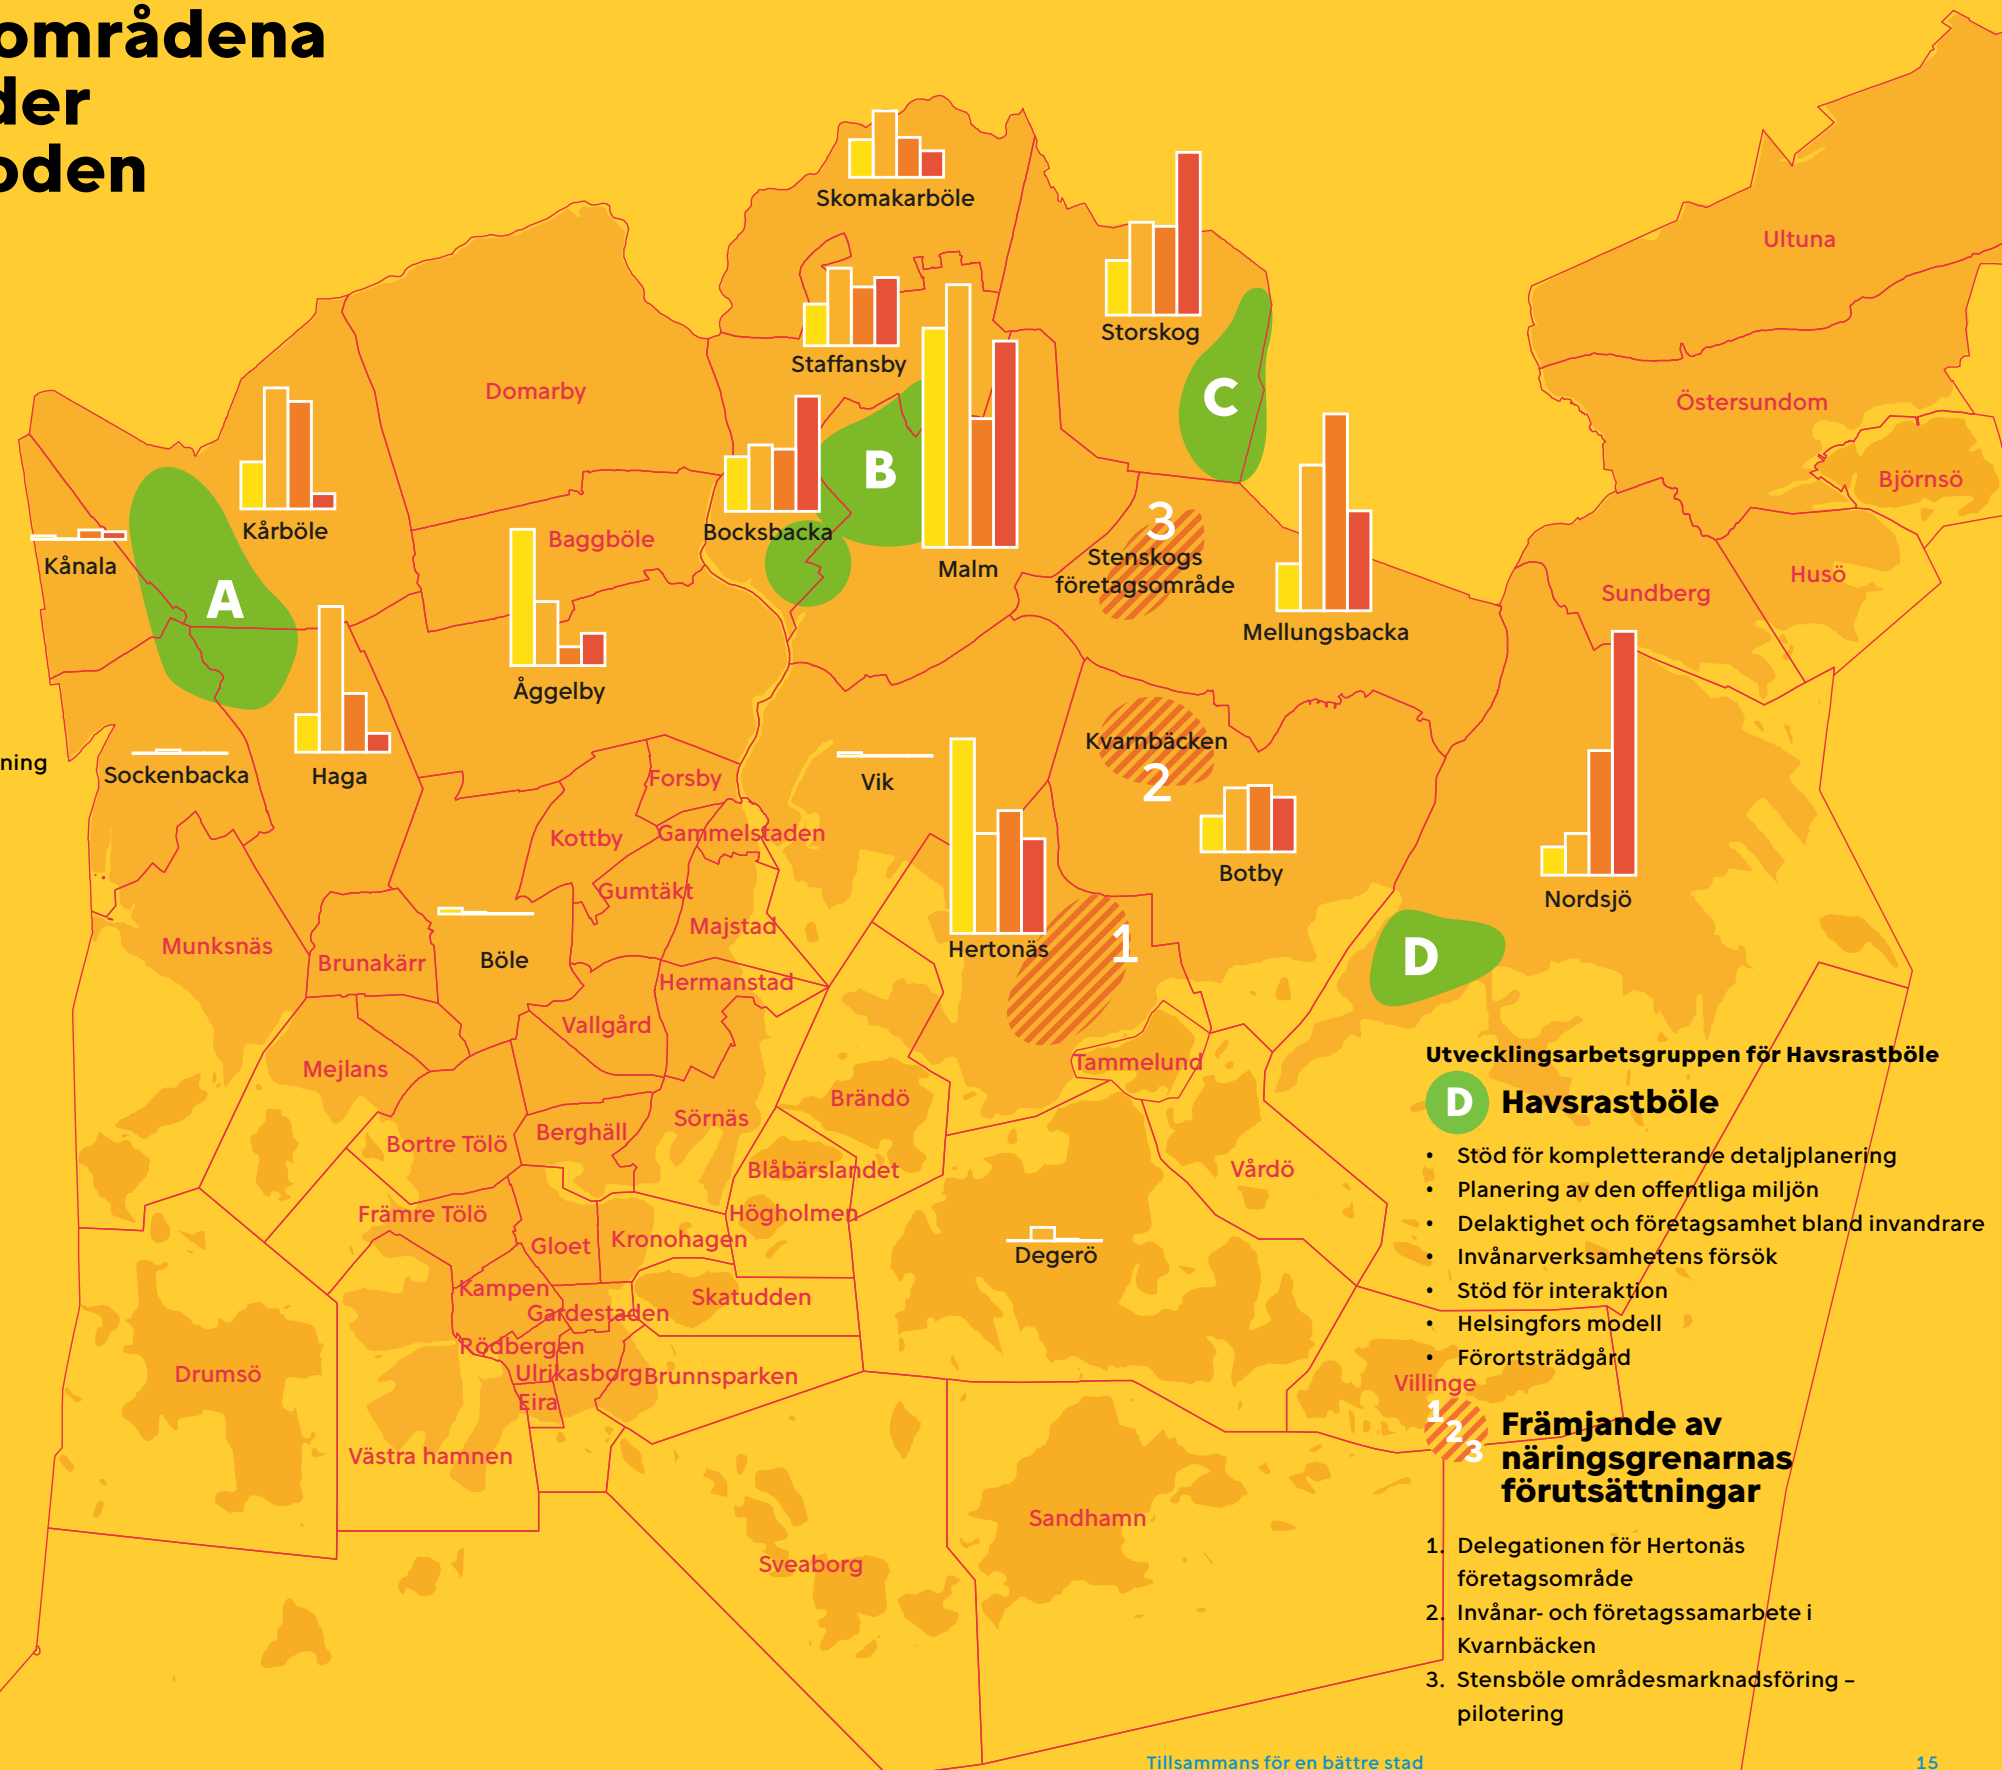 områdena
der
oden
Skomakarböle
Storskog
Staffansby
Ultuna
Domarby
Östersundom
C
B
Björnsö
Kårböle
Kånala
A
Baggböle
Bocksbacka
Malm
3
Stenskogs
företagsområde
Mellungsbacka
Sundberg
Husö
Åggelby
Kvarnbäcken
2
ning
Sockenbacka
Haga
Forsby
Vik
Kottby
Gammelstaden
Botby
Nordsjö
Gumtäkt
Majstad
Munksnäs
Brunakärr
Böle
Hertonäs
1
D
Hermanstad
Vallgård
Mejlans
Tammelund
Brändö
Sörnäs
Bortre Tölö
Berghäll
Blåbärslandet
Vårdö
Främre Tölö
Högholmen
Gloet
Kronohagen
Degerö
Kampen
Skatudden
Gardestaden
Rödbergen
Drumsö
Ulrikasborg
Brunnsparken
Eira
Villinge
Västra hamnen
Sandhamn
Sveaborg
Utvecklingsarbetsgruppen för Havsrastböle
D Havsrastböle
• Stöd för kompletterande detaljplanering
• Planering av den offentliga miljön
• Delaktighet och företagsamhet bland invandrare
• Invånarverksamhetens försök
• Stöd för interaktion
• Helsingfors modell
• Förortsträdgård
1 2 3
Främjande av
näringsgrenarnas
förutsättningar
1. Delegationen för Hertonäs
företagsområde
2. Invånar- och företagssamarbete i
Kvarnbäcken
3. Stensböle områdesmarknadsföring –
pilotering
Tillsammans för en bättre stad 15